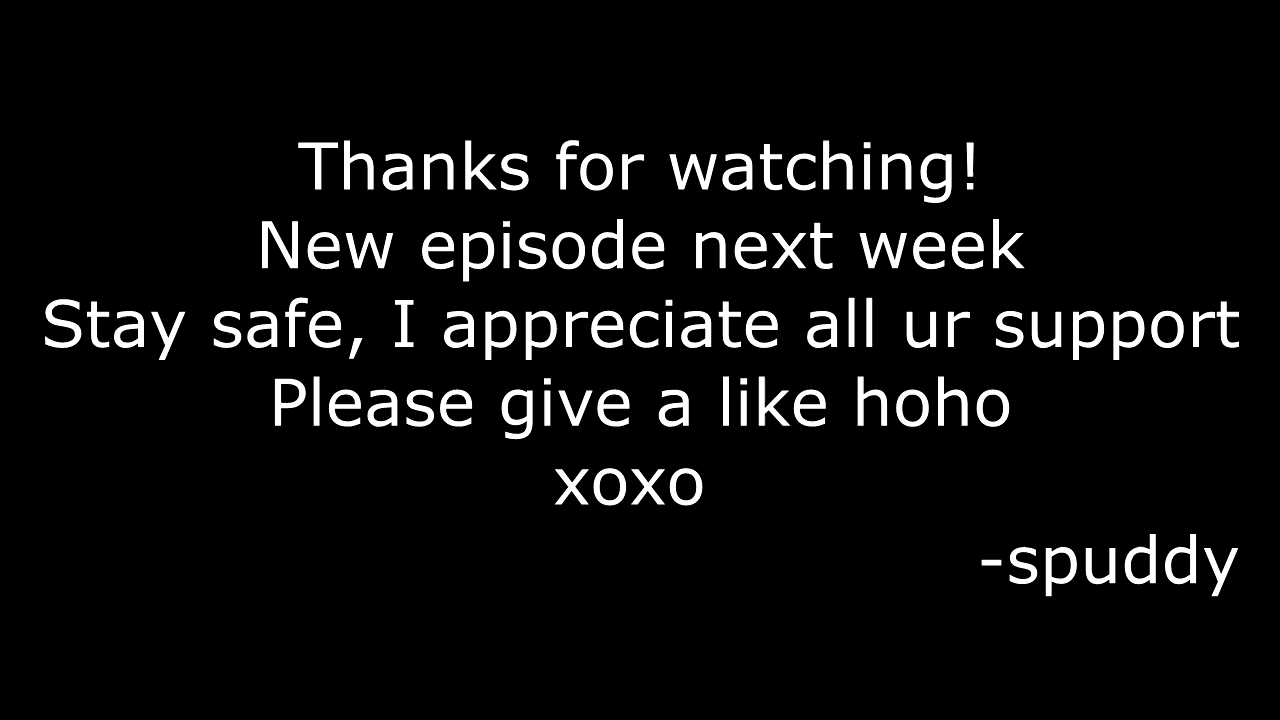 Thanks for watching!
New episode next week
Stay safe, I appreciate all ur support
Please give a like hoho
xoxo
-spuddy